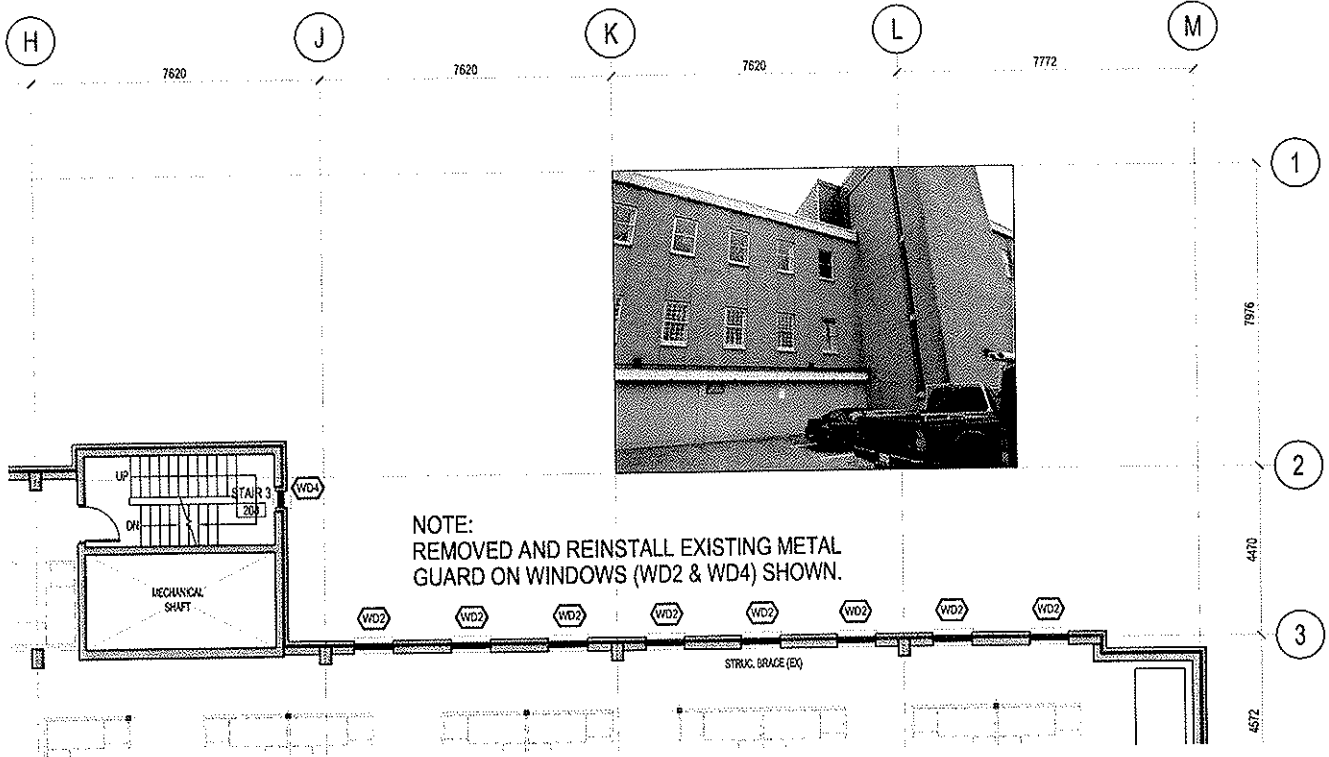 H
J
K
L
M
7620
7620
7620
7772
1
7976
2
UP
STAIR 3
WD4
DN
NOTE:
REMOVED AND REINSTALL EXISTING METAL
GUARD ON WINDOWS (WD2 & WD4) SHOWN.
4470
MECHANICAL
SHAFT
WD2
WD2
WD2
WD2
WD2
WD2
WD2
WD2
3
STRUC. BRACE (EX)
4572